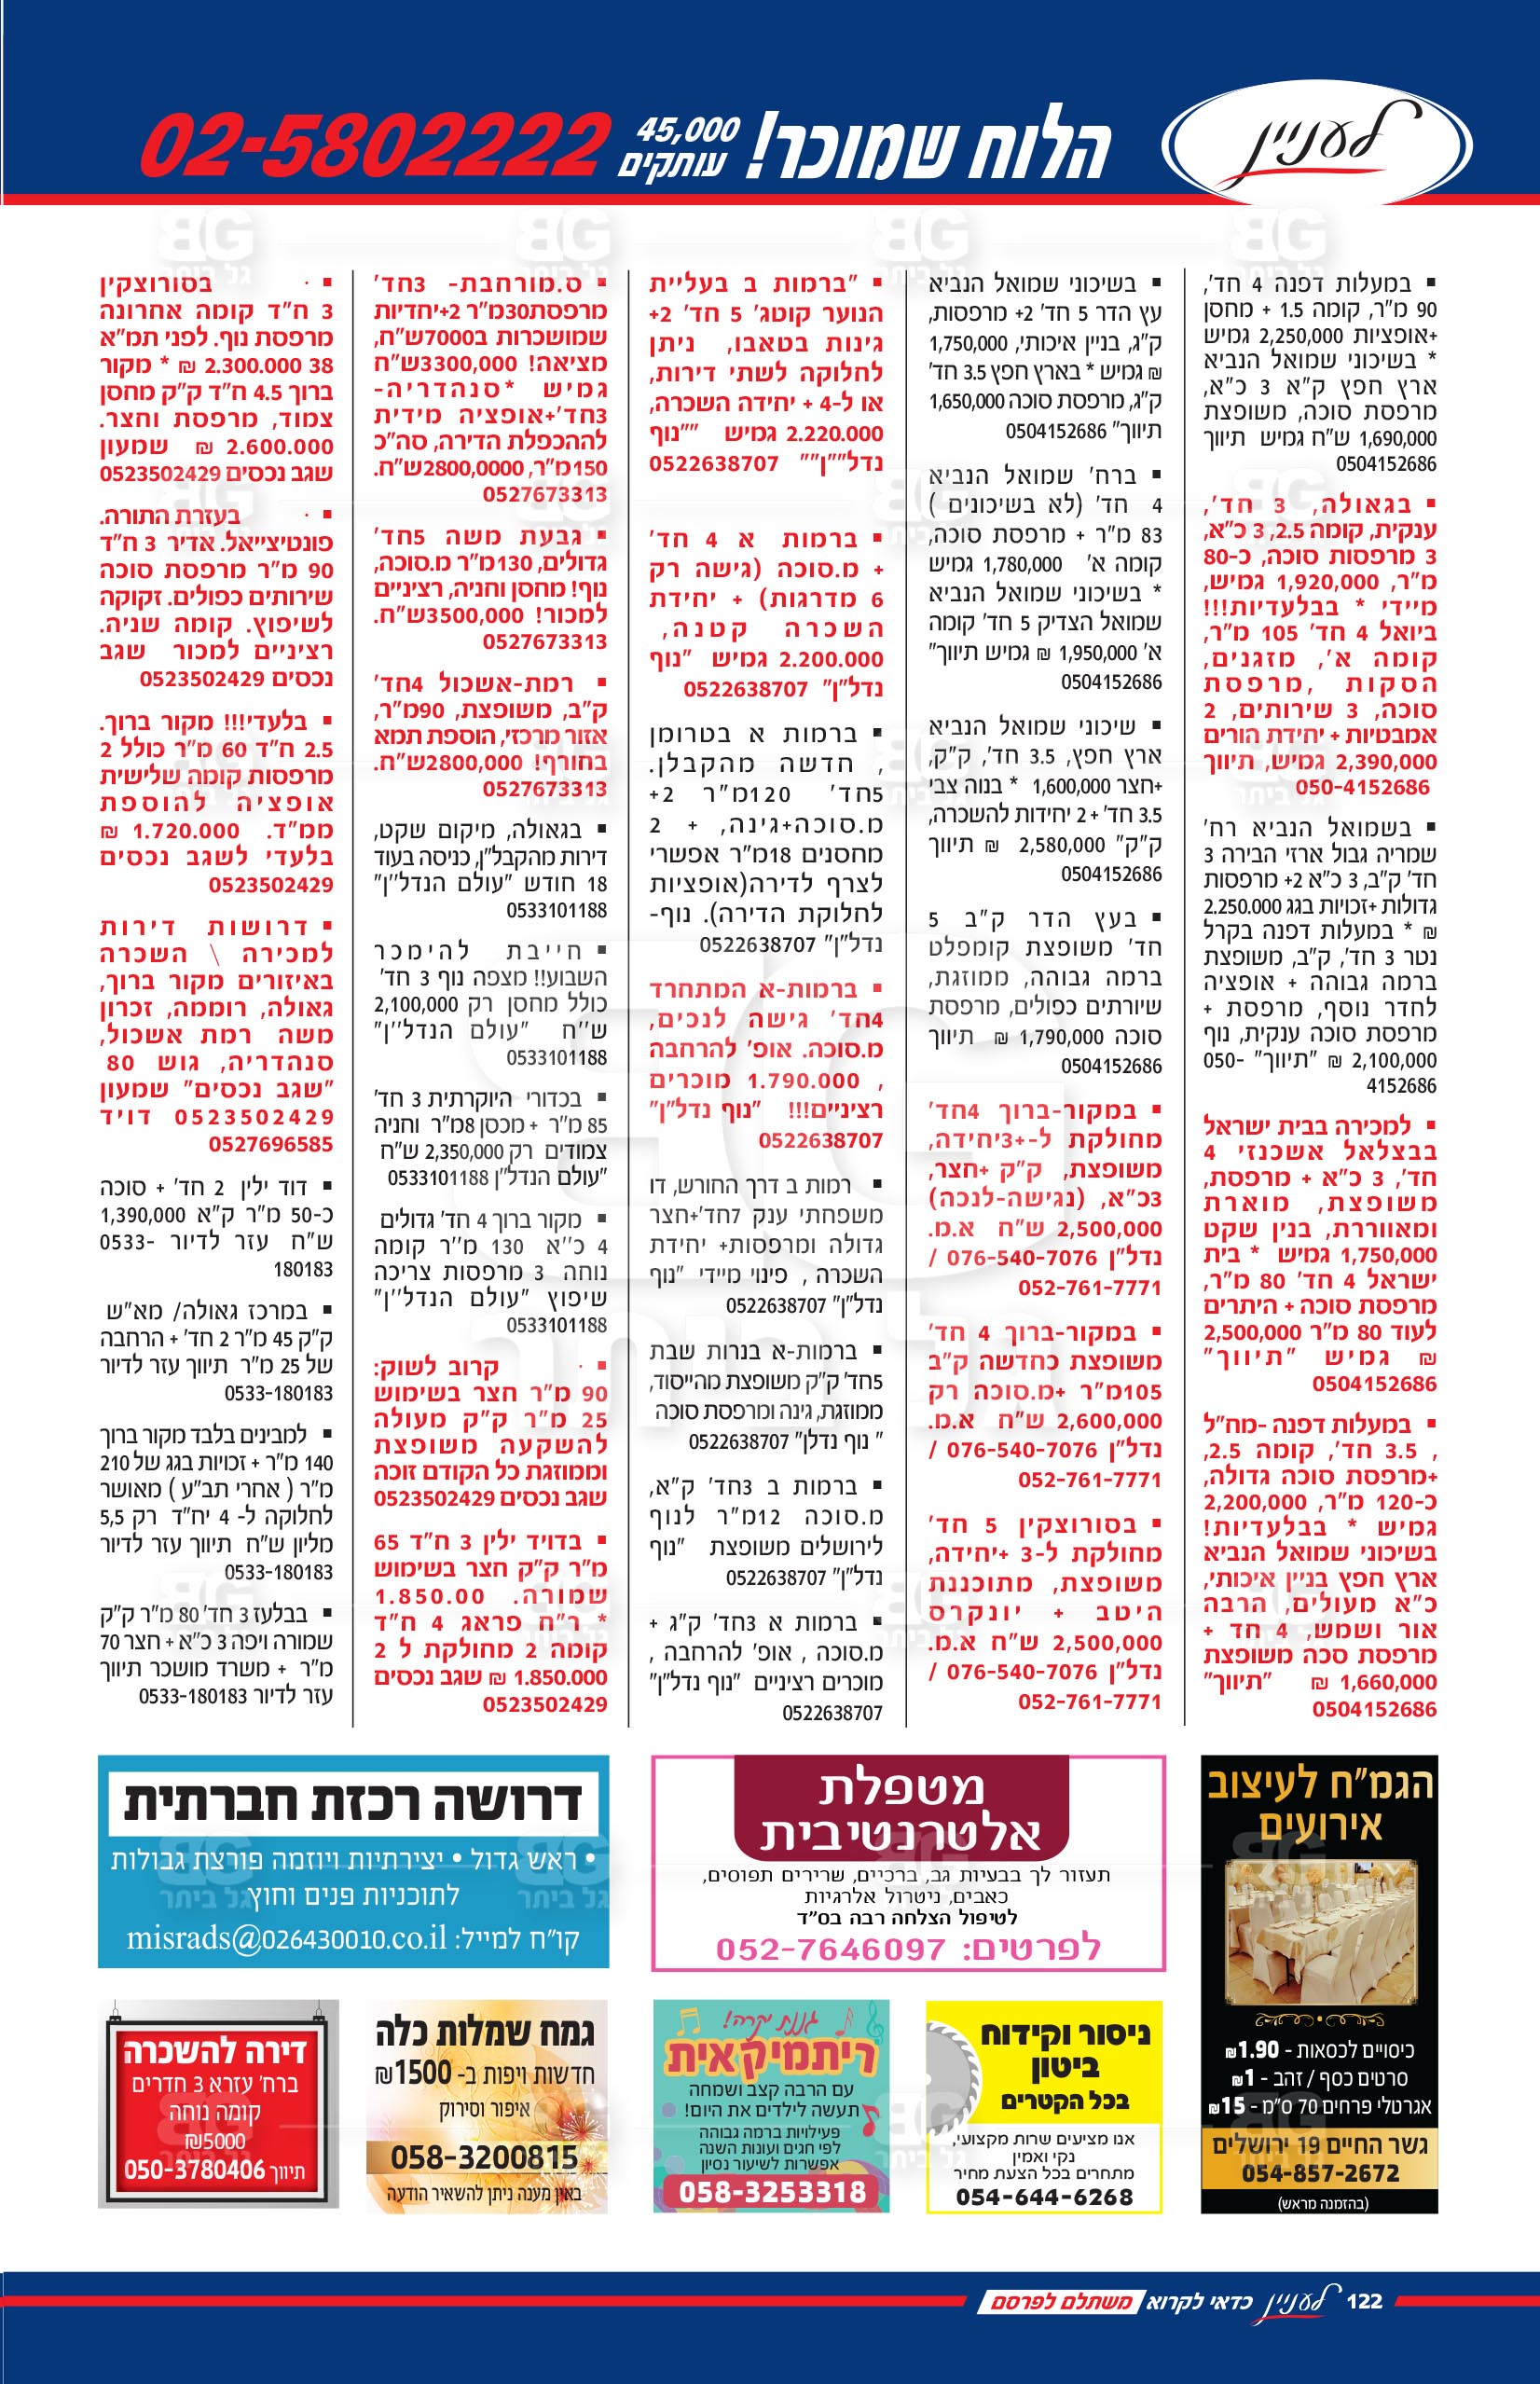 לעניין
הלוח שמוכר!
45,000
עותקים
02-5802222
▪ במעלות דפנה 4 חד',
90 מ"ר, קומה 1.5 + מחסן
+אופציות 2,250,000 גמיש
* בשיכוני שמואל הנביא
ארץ חפץ ק"א 3 כ"א,
מרפסת סוכה, משופצת
1,690,000 ש"ח גמיש תיווך
0504152686
▪ בגאולה, 3 חד',
ענקית, קומה 2.5, 3 כ"א,
3 מרפסות סוכה, כ-80
מ"ר, 1,920,000 גמיש,
מיידי * בבלעדיות!!!
ביואל 4 חד' 105 מ"ר,
קומה א', מזגנים,
הסקות ,מרפסת
סוכה, 3 שירותים, 2
אמבטיות + יחידת הורים
2,390,000 גמיש, תיווך
050-4152686
▪ בשמואל הנביא רח'
שמריה גבול ארזי הבירה 3
חד' ק"ב, 3 כ"א 2+ מרפסות
גדולות +זכויות בגג 2.250.000
₪ * במעלות דפנה בקרל
נטר 3 חד', ק"ב, משופצת
ברמה גבוהה + אופציה
לחדר נוסף, מרפסת +
מרפסת סוכה ענקית, נוף
2,100,000 ₪ "תיווך" 050-
4152686
▪ למכירה בבית ישראל
בבצלאל אשכנזי 4
חד', 3 כ"א + מרפסת,
משופצת, מוארת
ומאווררת, בנין שקט
1,750,000 גמיש * בית
ישראל 4 חד' 80 מ"ר,
מרפסת סוכה + היתרים
לעוד 80 מ"ר 2,500,000
₪ גמיש "תיווך"
0504152686
▪ במעלות דפנה -מח"ל
, 3.5 חד', קומה 2.5,
+מרפסת סוכה גדולה,
כ-120 מ"ר, 2,200,000
גמיש * בבלעדיות!
בשיכוני שמואל הנביא
ארץ חפץ בניין איכותי,
כ"א מעולים, הרבה
אור ושמש, 4 חד +
מרפסת סכה משופצת
1,660,000 ₪ "תיווך"
0504152686
▪ בשיכוני שמואל הנביא
עץ הדר 5 חד' 2+ מרפסות,
ק"ג, בניין איכותי, 1,750,000
₪ גמיש * בארץ חפץ 3.5 חד'
ק"ג, מרפסת סוכה 1,650,000
תיווך" 0504152686
▪ ברח' שמואל הנביא
4 חד' (לא בשיכונים )
83 מ"ר + מרפסת סוכה,
קומה א' 1,780,000 גמיש
* בשיכוני שמואל הנביא
שמואל הצדיק 5 חד' קומה
א' 1,950,000 ₪ גמיש תיווך"
0504152686
▪ שיכוני שמואל הנביא
ארץ חפץ, 3.5 חד', ק"ק,
+חצר 1,600,000 * בנוה צבי
3.5 חד' +2 יחידות להשכרה,
ק"ק" 2,580,000 ₪ תיווך
0504152686
▪ בעץ הדר ק"ב 5
חד' משופצת קומפלט
ברמה גבוהה, ממוזגת,
שיורתים כפולים, מרפסת
סוכה 1,790,000 ₪ תיווך
0504152686
▪ במקור-ברוך 4חד'
מחולקת ל-+3יחידה,
משופצת, ק"ק +חצר,
3כ"א, (נגישה-לנכה)
2,500,000 ש"ח א.מ.
נדל"ן 076-540-7076 /
052-761-7771
▪ במקור-ברוך 4 חד'
משופצת כחדשה ק"ב
105מ"ר +מ.סוכה רק
2,600,000 ש"ח א.מ.
נדל"ן 076-540-7076 /
052-761-7771
▪ בסורוצקין 5 חד'
מחולקת ל-3 +יחידה,
משופצת, מתוכננת
היטב + יונקרס
2,500,000 ש"ח א.מ.
נדל"ן 076-540-7076 /
052-761-7771
▪ "ברמות ב בעליית
הנוער קוטג' 5 חד' 2+
גינות בטאבו, ניתן
לחלוקה לשתי דירות,
או ל-4 + יחידה השכרה,
2.220.000 גמיש ""נוף
נדל""ן"" 0522638707
▪ ברמות א 4 חד'
+ מ.סוכה (גישה רק
6 מדרגות) + יחידת
השכרה קטנה,
2.200.000 גמיש "נוף
נדל"ן" 0522638707
▪ ברמות א בטרומן
, חדשה מהקבלן.
5חד' 120מ"ר 2+
מ.סוכה+גינה, + 2
מחסנים 18מ"ר אפשרי
לצרף לדירה(אופציות
לחלוקת הדירה). נוף-
נדל"ן" 0522638707
▪ ברמות-א המתחרד
4חד' גישה לנכים,
מ.סוכה. אופ' להרחבה
, 1.790.000 מוכרים
רציניים!!! "נוף נדל"ן"
0522638707
▪ רמות ב דרך החורש, דו
משפחתי ענק 7חד'+חצר
גדולה ומרפסות+ יחידת
השכרה , פינוי מיידי "נוף
נדל"ן" 0522638707
▪ ברמות-א בנרות שבת
5חד' ק"ק משופצת מהייסוד,
ממוזגת, גינה ומרפסת סוכה
" נוף נדלן" 0522638707
▪ ברמות ב 3חד' ק"א,
מ.סוכה 12מ"ר לנוף
לירושלים משופצת "נוף
נדל"ן" 0522638707
▪ ברמות א 3חד' ק"ג +
מ.סוכה , אופ' להרחבה ,
מוכרים רציניים "נוף נדל"ן"
0522638707
▪ ס.מורחבת- 3חד'
מרפסת30מ"ר 2+יחדיות
שמושכרות ב7000ש"ח,
מציאה! 3300,000ש"ח
גמיש *סנהדריה-
3חד'+אופציה מידית
לההכפלת הדירה, סה"כ
150מ"ר, 2800,0000ש"ח.
0527673313
▪ גבעת משה 5חד'
גדולים, 130מ"ר מ.סוכה,
נוף! מחסן וחניה, רציניים
למכור! 3500,000ש"ח.
0527673313
▪ רמת-אשכול 4חד'
ק"ב, משופצת, 90מ"ר,
אזור מרכזי, הוספת תמא
בחורף! 2800,000ש"ח.
0527673313
▪ בגאולה, מיקום שקט,
דירות מהקבל"ן, כניסה בעוד
18 חודש "עולם הנדל''ן"
0533101188
▪ חייבת להימכר
השבוע!! מצפה נוף 3 חד'
כולל מחסן רק 2,100,000
ש''ח "עולם הנדל''ן"
0533101188
▪ בכדורי היוקרתית 3 חד'
85 מ"ר + מכסן 8מ"ר וחניה
צמודים רק 2,350,000 ש"ח
"עולם הנדל"ן 0533101188
▪ מקור ברוך 4 חד' גדולים
4 כ''א 130 מ''ר קומה
נוחה 3 מרפסות צריכה
שיפוץ "עולם הנדל''ן"
0533101188
▪ · קרוב לשוק:
90 מ"ר חצר בשימוש
25 מ"ר ק"ק מעולה
להשקעה משופצת
וממוזגת כל הקודם זוכה
שגב נכסים 0523502429
▪ בדויד ילין 3 ח"ד 65
מ"ר ק"ק חצר בשימוש
שמורה. 1.850.00
* ר"ח פראג 4 ח"ד
קומה 2 מחולקת ל 2
1.850.000 ₪ שגב נכסים
0523502429
▪ · בסורוצקין
3 ח"ד קומה אחרונה
מרפסת נוף. לפני תמ"א
38 2.300.000 ₪ * מקור
ברוך 4.5 ח"ד ק"ק מחסן
צמוד, מרפסת וחצר.
2.600.000 ₪ שמעון
שגב נכסים 0523502429
▪ · בעזרת התורה.
פונטיצייאל. אדיר 3 ח"ד
90 מ"ר מרפסת סוכה
שירותים כפולים. זקוקה
לשיפוץ. קומה שניה.
רציניים למכור שגב
נכסים 0523502429
▪ בלעדי!!! מקור ברוך.
2.5 ח"ד 60 מ"ר כולל 2
מרפסות קומה שלישית
אופציה להוספת
ממ"ד. 1.720.000 ₪
בלעדי לשגב נכסים
0523502429
▪ דרושות דירות
למכירה \ השכרה
באיזורים מקור ברוך,
גאולה, רוממה, זכרון
משה רמת אשכול,
סנהדריה, גוש 80
"שגב נכסים" שמעון
0523502429 דויד
0527696585
▪ דוד ילין 2 חד' + סוכה
כ-50 מ"ר ק"א 1,390,000
ש"ח עזר לדיור 0533-
180183
▪ במרכז גאולה/ מא"ש
ק"ק 45 מ"ר 2 חד' + הרחבה
של 25 מ"ר תיווך עזר לדיור
0533-180183
▪ למבינים בלבד מקור ברוך
140 מ"ר + זכויות בגג של 210
מ"ר ( אחרי תב"ע ) מאושר
לחלוקה ל- 4 יח"ד רק 5,5
מליון ש"ח תיווך עזר לדיור
0533-180183
▪ בבלעז 3 חד' 80 מ"ר ק"ק
שמורה ויפה 3 כ"א + חצר 70
מ"ר + משרד מושכר תיווך
עזר לדיור 0533-180183
הגמ"ח לעיצוב
אירועים
כיסויים לכסאות - 1.90₪
סרטים כסף / זהב - 1₪
אגרטלי פרחים 70 ס"מ - 15₪
גשר החיים 19 ירושלים
054-857-2672
(בהזמנה מראש)
מטפלת
אלטרנטיבית
תעזור לך בבעיות גב, ברכיים, שרירים תפוסים,
כאבים, ניטרול אלרגיות
לטיפול הצלחה רבה בס"ד
לפרטים: 052-7646097
דרושה רכזת חברתית
• ראש גדול • יצירתיות ויוזמה פורצת גבולות
לתוכניות פנים וחוץ
קו"ח למייל: misrads@026430010.co.il
ניסור וקידוח
ביטון
בכל הקטרים
אנו מציעים שרות מקצועי,
נקי ואמין
מתחרים בכל הצעת מחיר
054-644-6268
גננת יקרה!
ריתמיקאית
עם הרבה קצב ושמחה
תעשה לילדים את היום!
פעילויות ברמה גבוהה
לפי חגים ועונות השנה
אפשרות לשיעור נסיון
058-3253318
גמח שמלות כלה
חדשות ויפות ב- 1500₪
איפור וסירוק
058-3200815
באין מענה ניתן להשאיר הודעה
דירה להשכרה
ברח' עזרא 3 חדרים
קומה נוחה
5000₪
תיווך 050-3780406
122 לעניין כדאי לקרוא משתלם לפרסם